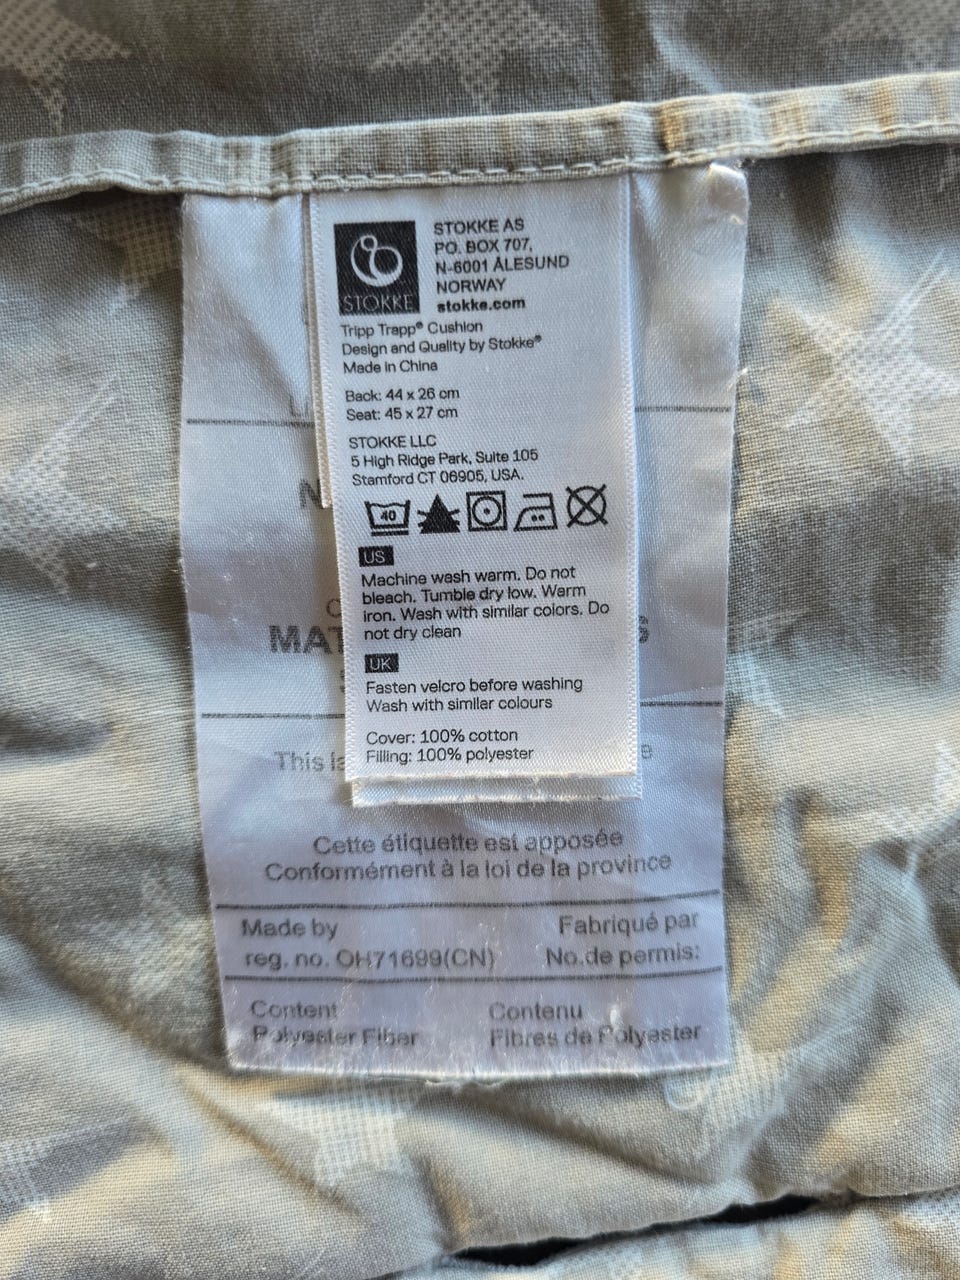 STOKKE
STOKKE AS
PO. BOX 707,
N-6001 ÅLESUND
NORWAY
stokke.com
Tripp Trapp® Cushion
Design and Quality by Stokke®
Made in China
Back: 44 x 26 cm
Seat: 45 x 27 cm
STOKKE LLC
5 High Ridge Park, Suite 105
Stamford CT 06905, USA.
40
US
Machine wash warm. Do not
bleach. Tumble dry low. Warm
iron. Wash with similar colors. Do
not dry clean
UK
Fasten velcro before washing
Wash with similar colours
Cover: 100% cotton
Filling: 100% polyester
This
Cette étiquette est apposée
Conformément à la loi de la province
Made by Fabriqué par
reg. no. OH71699(CN) No.de permis:
Content Contenu
Polyester Fiber Fibres de Polyester